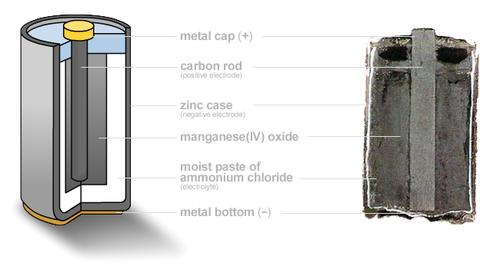 metal cap (+)
carbon rod
(positive electrode)
zinc case
(negative electrode)
manganese(IV) oxide
moist paste of
ammonium chloride
(electrolyte)
metal bottom (−)